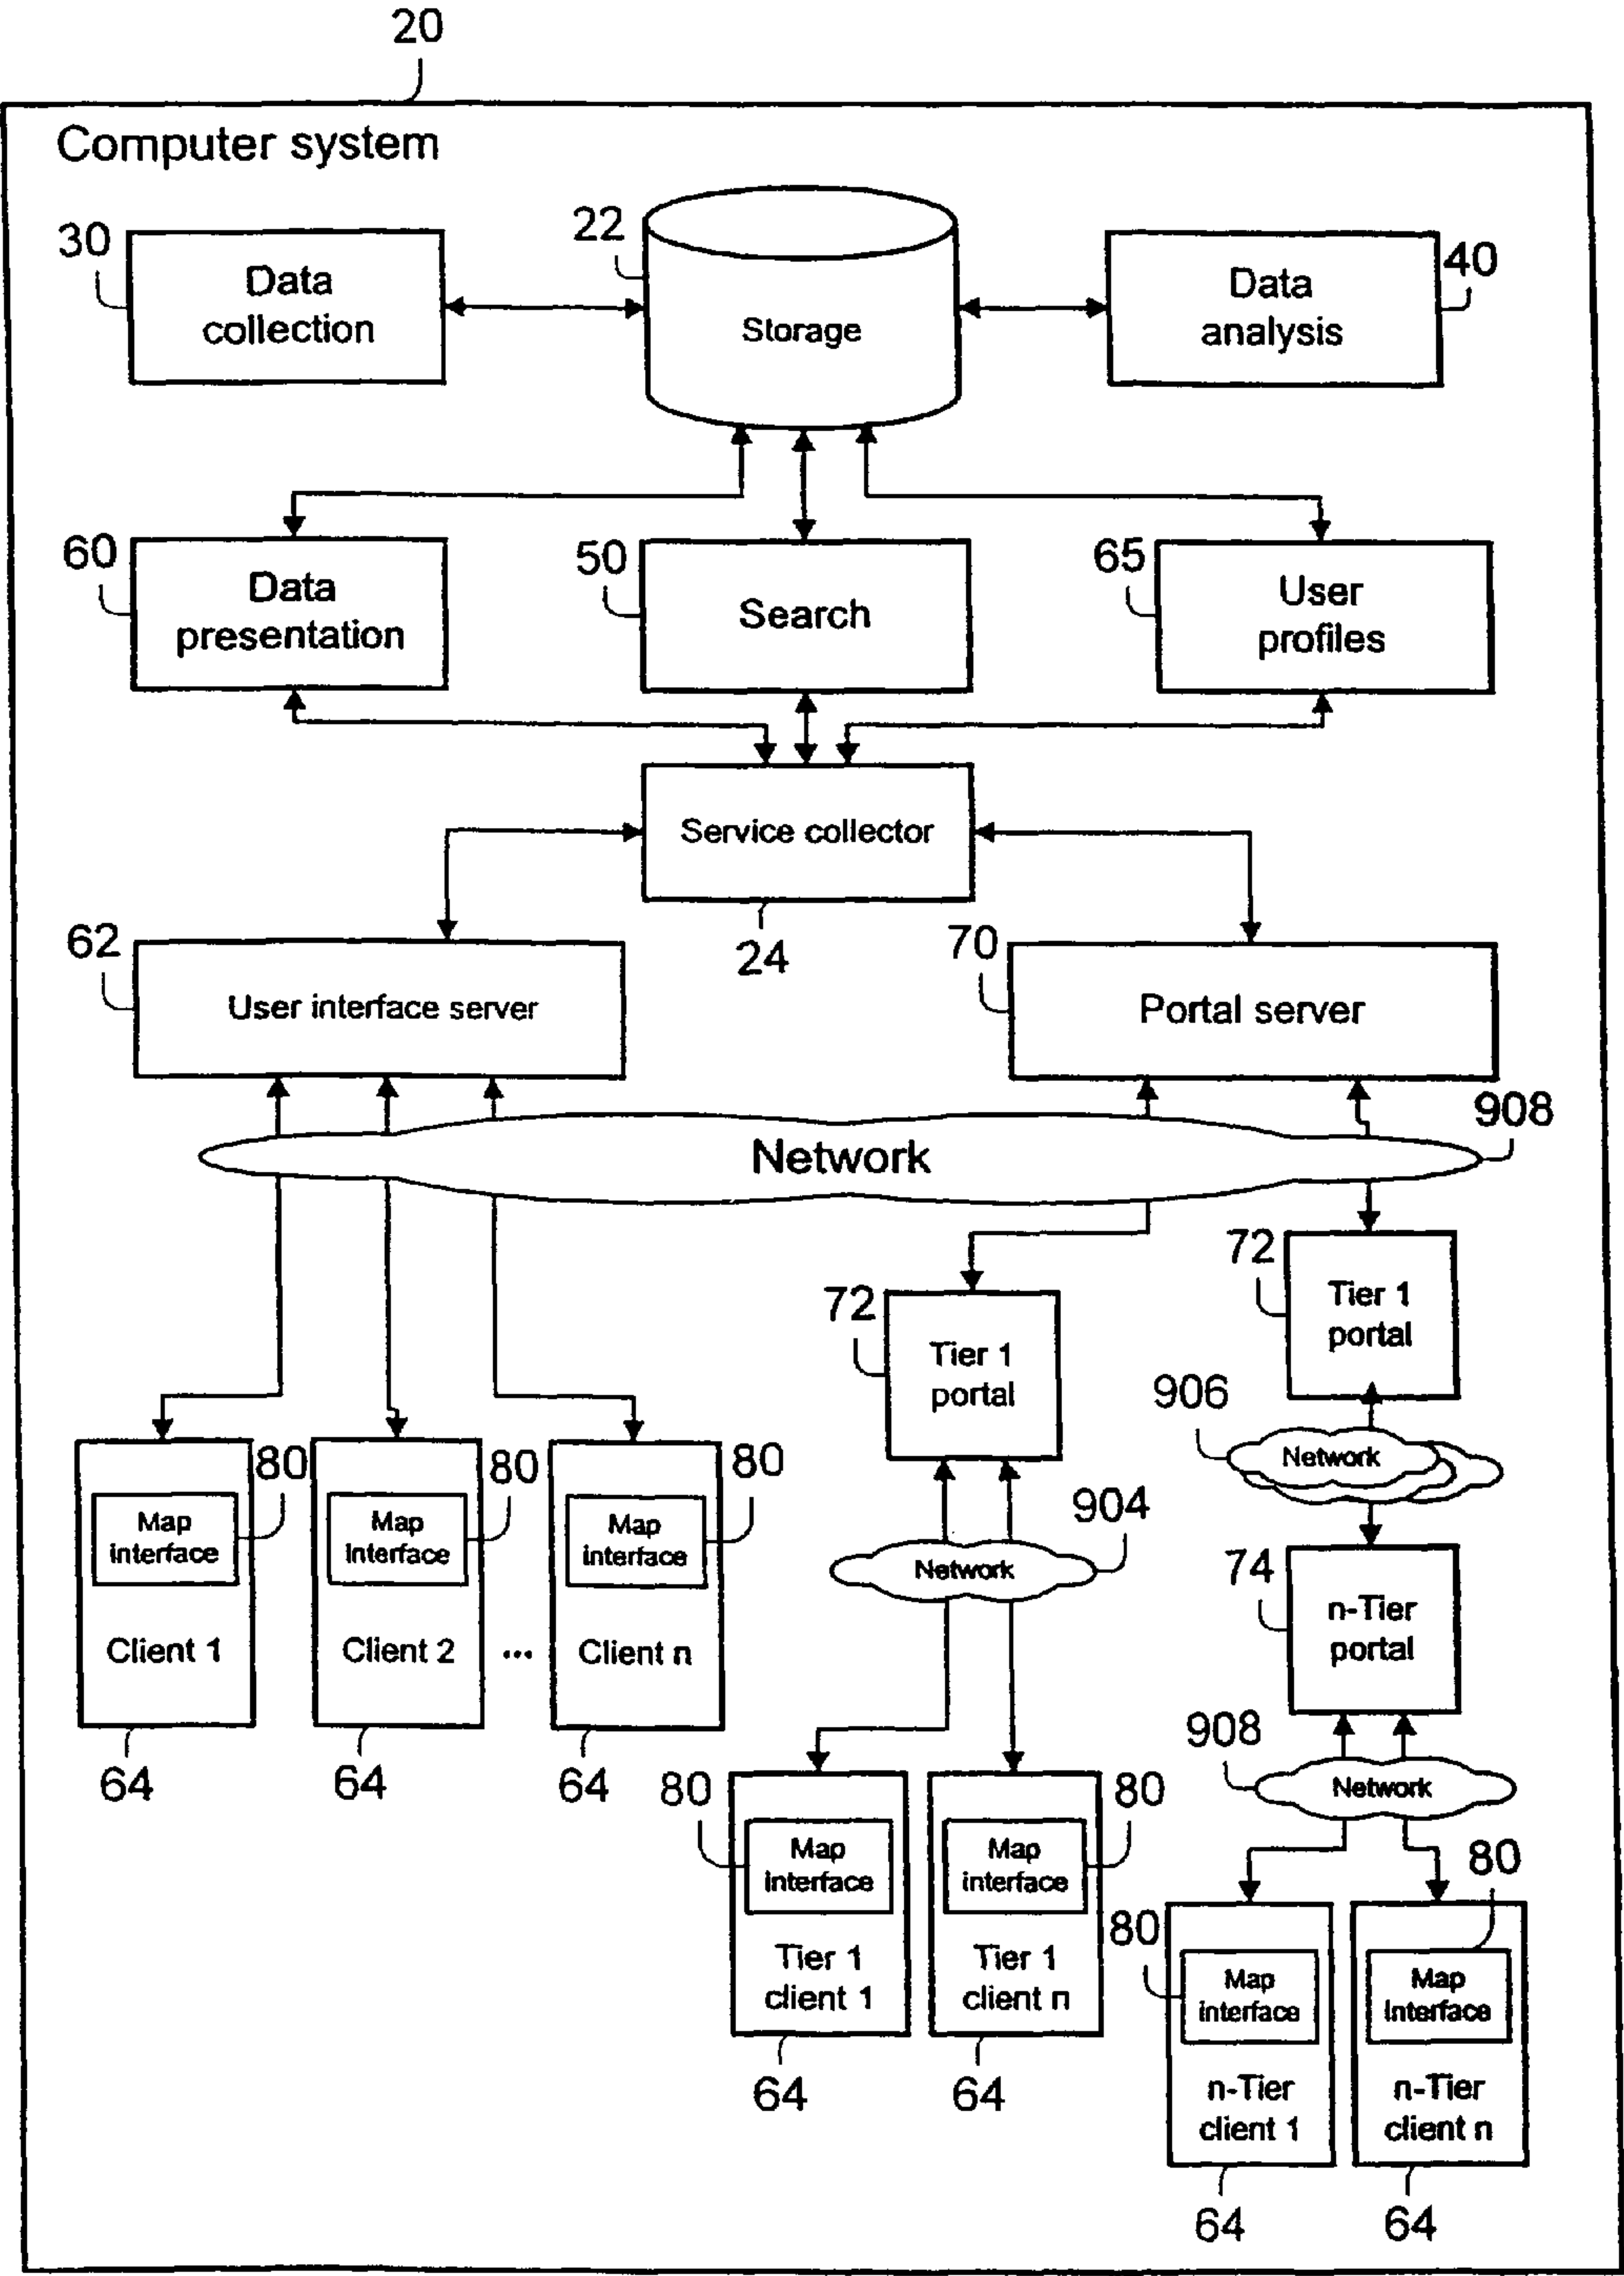 20
Computer system
30
Data
collection
22
Storage
Data
analysis
40
60
Data
presentation
50
Search
65
User
profiles
Service collector
24
62
User interface server
70
Portal server
908
Network
72
Tier 1
portal
72
Tier 1
portal
906
Network
80
Map
interface
Client 1
64
80
Map
Interface
Client 2
64
...
80
Map
interface
Client n
64
904
Network
74
n-Tier
portal
908
Network
80
Map
interface
Tier 1
client 1
64
80
Map
interface
Tier 1
client n
64
80
Map
interface
n-Tier
client 1
64
80
Map
Interface
n-Tier
client n
64